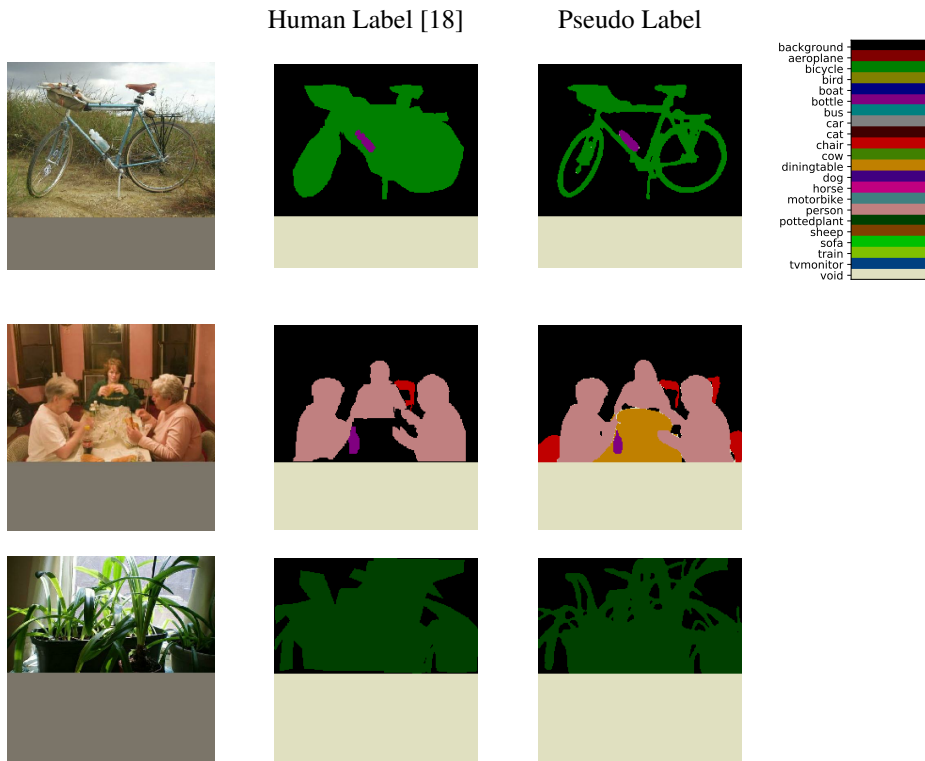 Human Label [18]
Pseudo Label
background
aeroplane
bicycle
bird
boat
bottle
bus
car
cat
chair
cow
diningtable
dog
horse
motorbike
person
pottedplant
sheep
sofa
train
tvmonitor
void